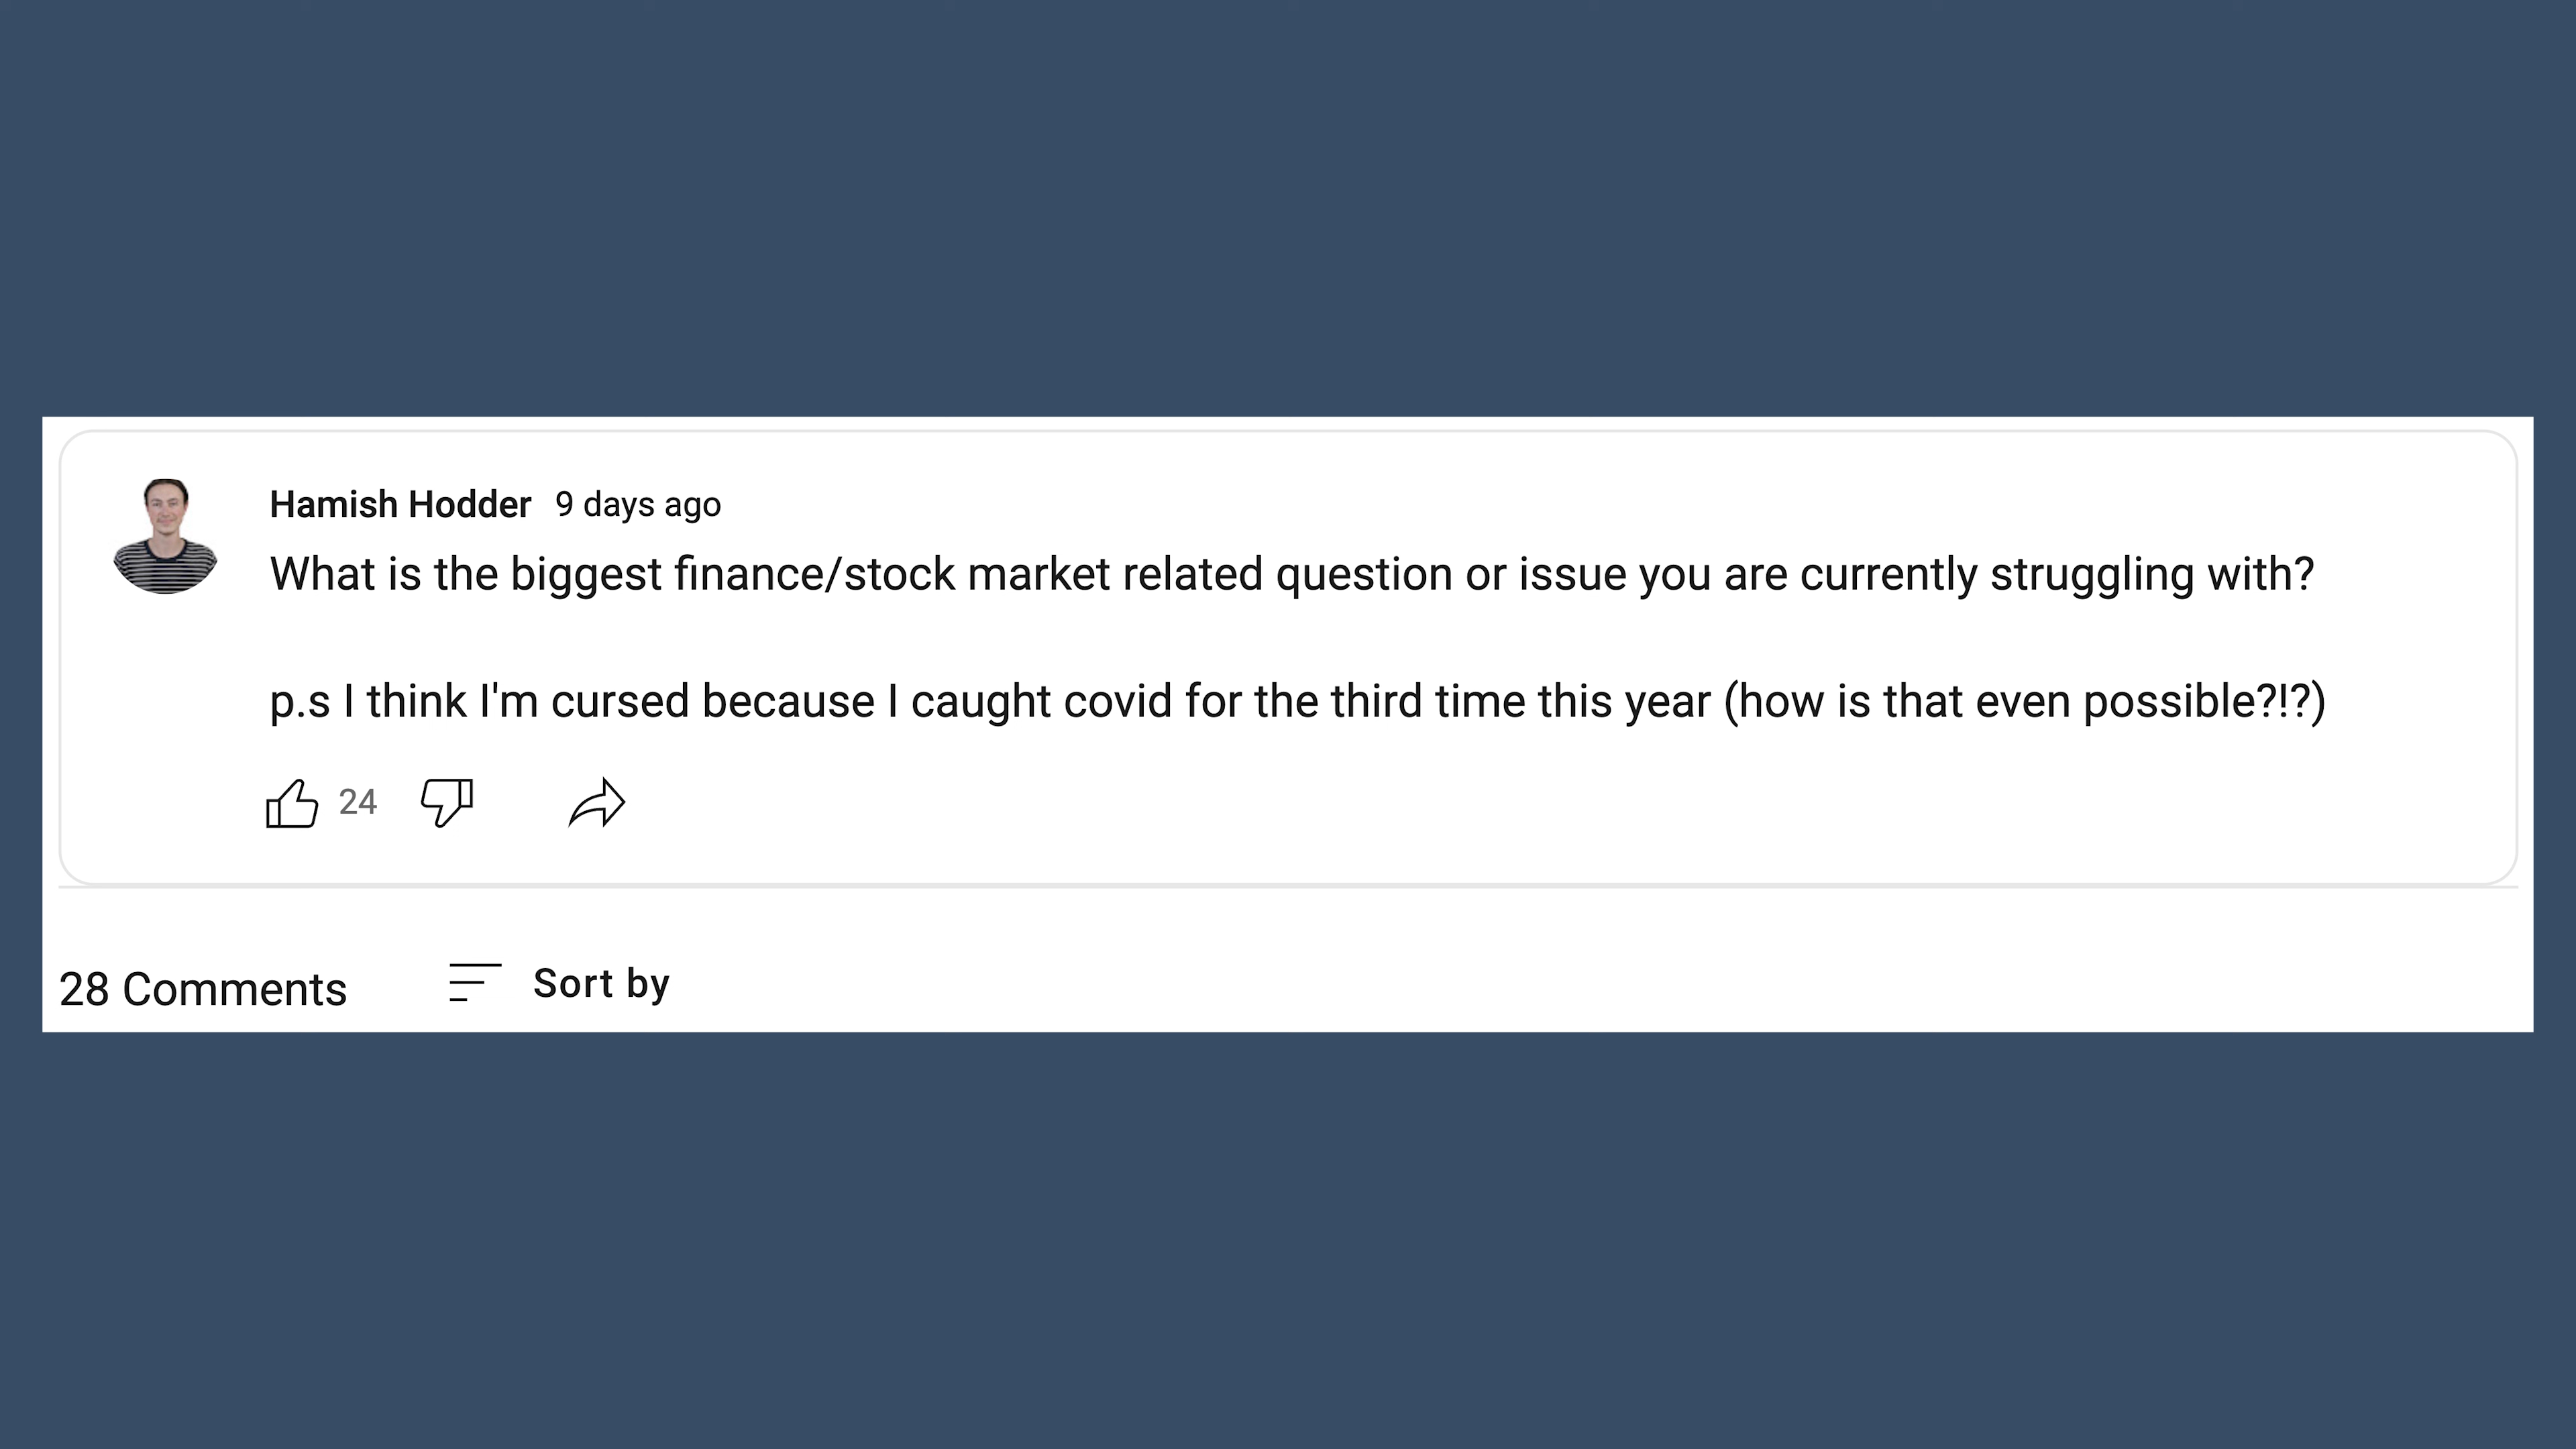 Hamish Hodder 9 days ago
What is the biggest finance/stock market related question or issue you are currently struggling with?
p.s I think I'm cursed because I caught covid for the third time this year (how is that even possible?!?)
24
28 Comments Sort by